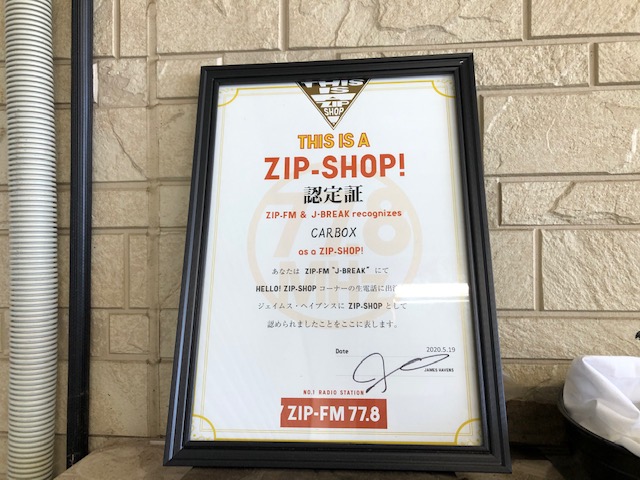 THIS
IS
A
ZIP
SHOP
THIS IS A
ZIP-SHOP!
認定証
ZIP-FM & J-BREAK recognizes
CARBOX
as a ZIP-SHOP!
あなたは ZIP-FM "J-BREAK" にて
HELLO! ZIP-SHOP コーナーの生電話に出
ジェイムス・ヘイブンスに ZIP-SHOP として
認められましたことをここに表します。
Date 2020.5.19
JAMES HAVENS
NO.1 RADIO STATION
ZIP-FM 77.8